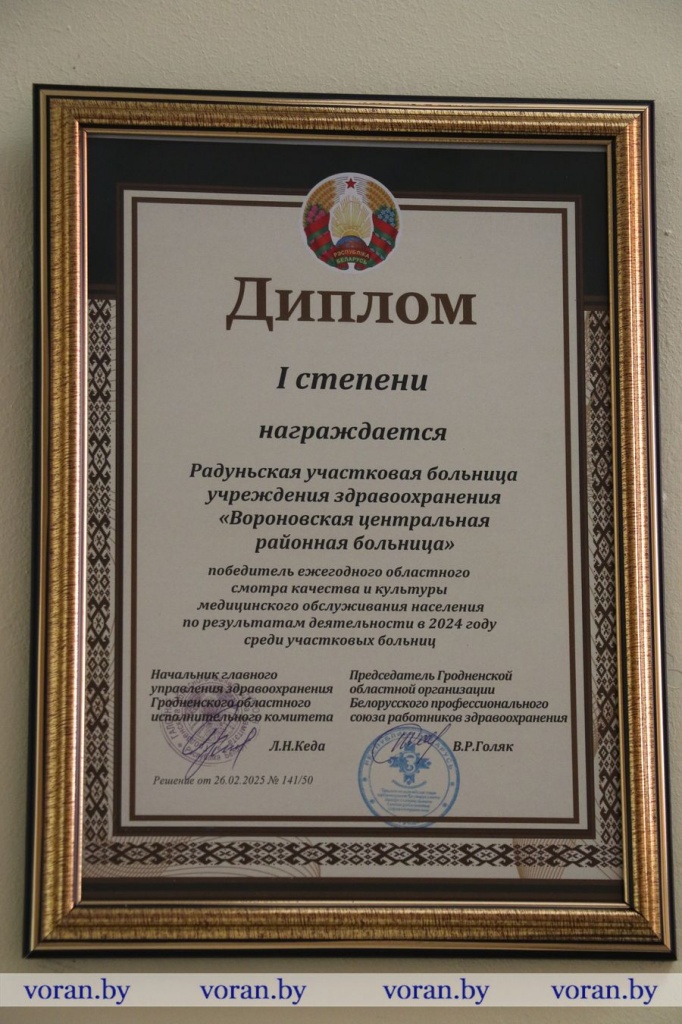 РЭСПУБЛIКА
БЕЛАРУСЬ
Диплом
I степени
награждается
Радуньская участковая больница
учреждения здравоохранения
«Вороновская центральная
районная больница»
победитель ежегодного областного
смотра качества и культуры
медицинского обслуживания населения
по результатам деятельности в 2024 году
среди участковых больниц
Начальник главного
управления здравоохранения
Гродненского областного
исполнительного комитета
Л.Н.Кеда
Председатель Гродненской
областной организации
Белорусского профессионального
союза работников здравоохранения
В.Р.Голяк
Решение от 26.02.2025 № 141/50
voran.by voran.by voran.by voran.by